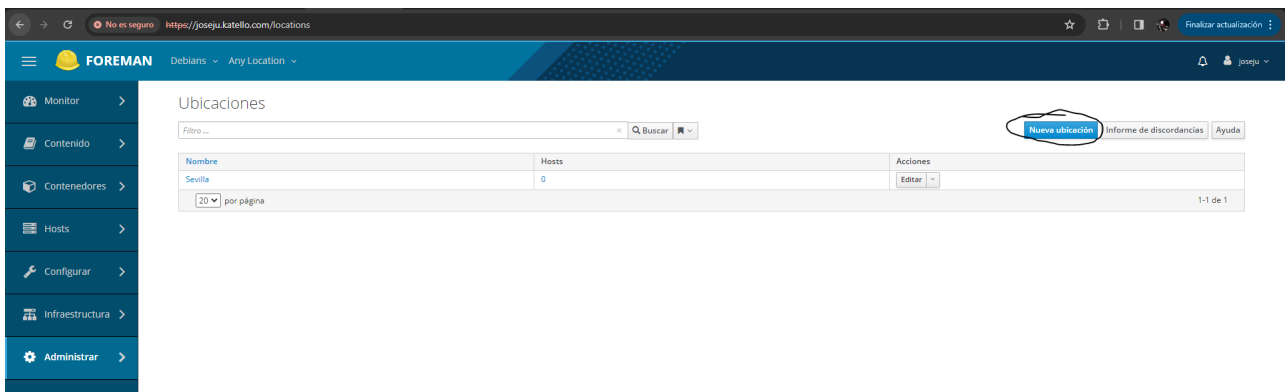 No es seguro https://joseju.katello.com/locations Finalizar actualización
FOREMAN Debians Any Location joseju
Monitor
Contenido
Contenedores
Hosts
Configurar
Infraestructura
Administrar
Ubicaciones
Filtro ... × Buscar Nueva ubicación Informe de discordancias Ayuda
Nombre Hosts Acciones
Sevilla 0 Editar
20 por página 1-1 de 1